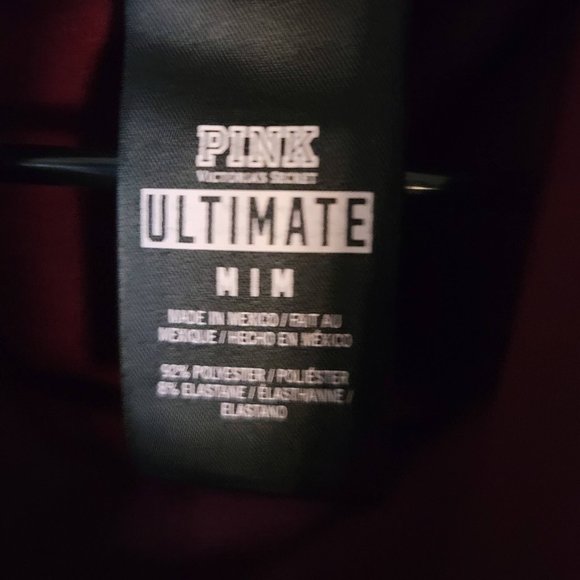 PINK
VICTORIA'S SECRET
ULTIMATE
M I M
MADE IN MEXICO / FAIT AU
MEXIQUE / HECHO EN MÉXICO
92% POLYESTER / POLIÉSTER
8% ELASTANE / ÉLASTHANNE /
ELASTANO